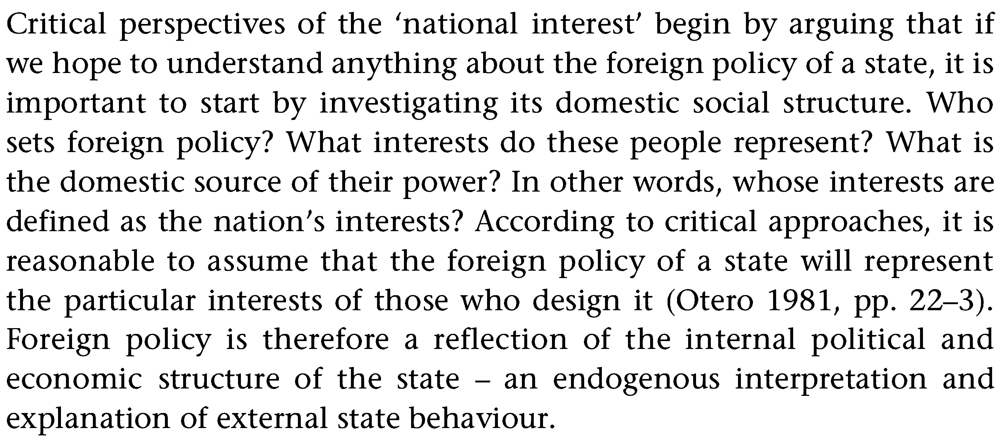 Critical perspectives of the ‘national interest’ begin by arguing that if
we hope to understand anything about the foreign policy of a state, it is
important to start by investigating its domestic social structure. Who
sets foreign policy? What interests do these people represent? What is
the domestic source of their power? In other words, whose interests are
defined as the nation’s interests? According to critical approaches, it is
reasonable to assume that the foreign policy of a state will represent
the particular interests of those who design it (Otero 1981, pp. 22–3).
Foreign policy is therefore a reflection of the internal political and
economic structure of the state – an endogenous interpretation and
explanation of external state behaviour.